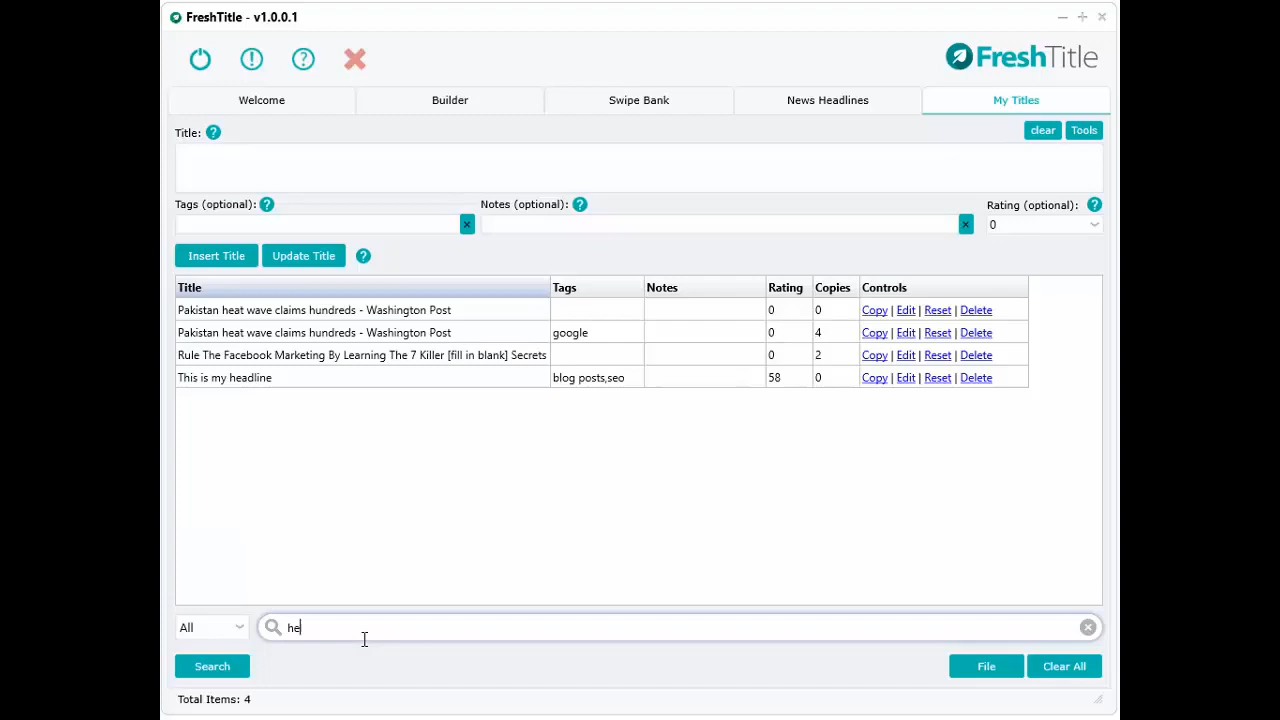 FreshTitle - v1.0.0.1
FreshTitle
Welcome Builder Swipe Bank News Headlines My Titles
Title: ? clear Tools
Tags (optional): ? Notes (optional): ? Rating (optional): ?
0
Insert Title Update Title ?
Title Tags Notes Rating Copies Controls
Pakistan heat wave claims hundreds - Washington Post 0 0 Copy | Edit | Reset | Delete
Pakistan heat wave claims hundreds - Washington Post google 0 4 Copy | Edit | Reset | Delete
Rule The Facebook Marketing By Learning The 7 Killer [fill in blank] Secrets 0 2 Copy | Edit | Reset | Delete
This is my headline blog posts,seo 58 0 Copy | Edit | Reset | Delete
All he
Search File Clear All
Total Items: 4